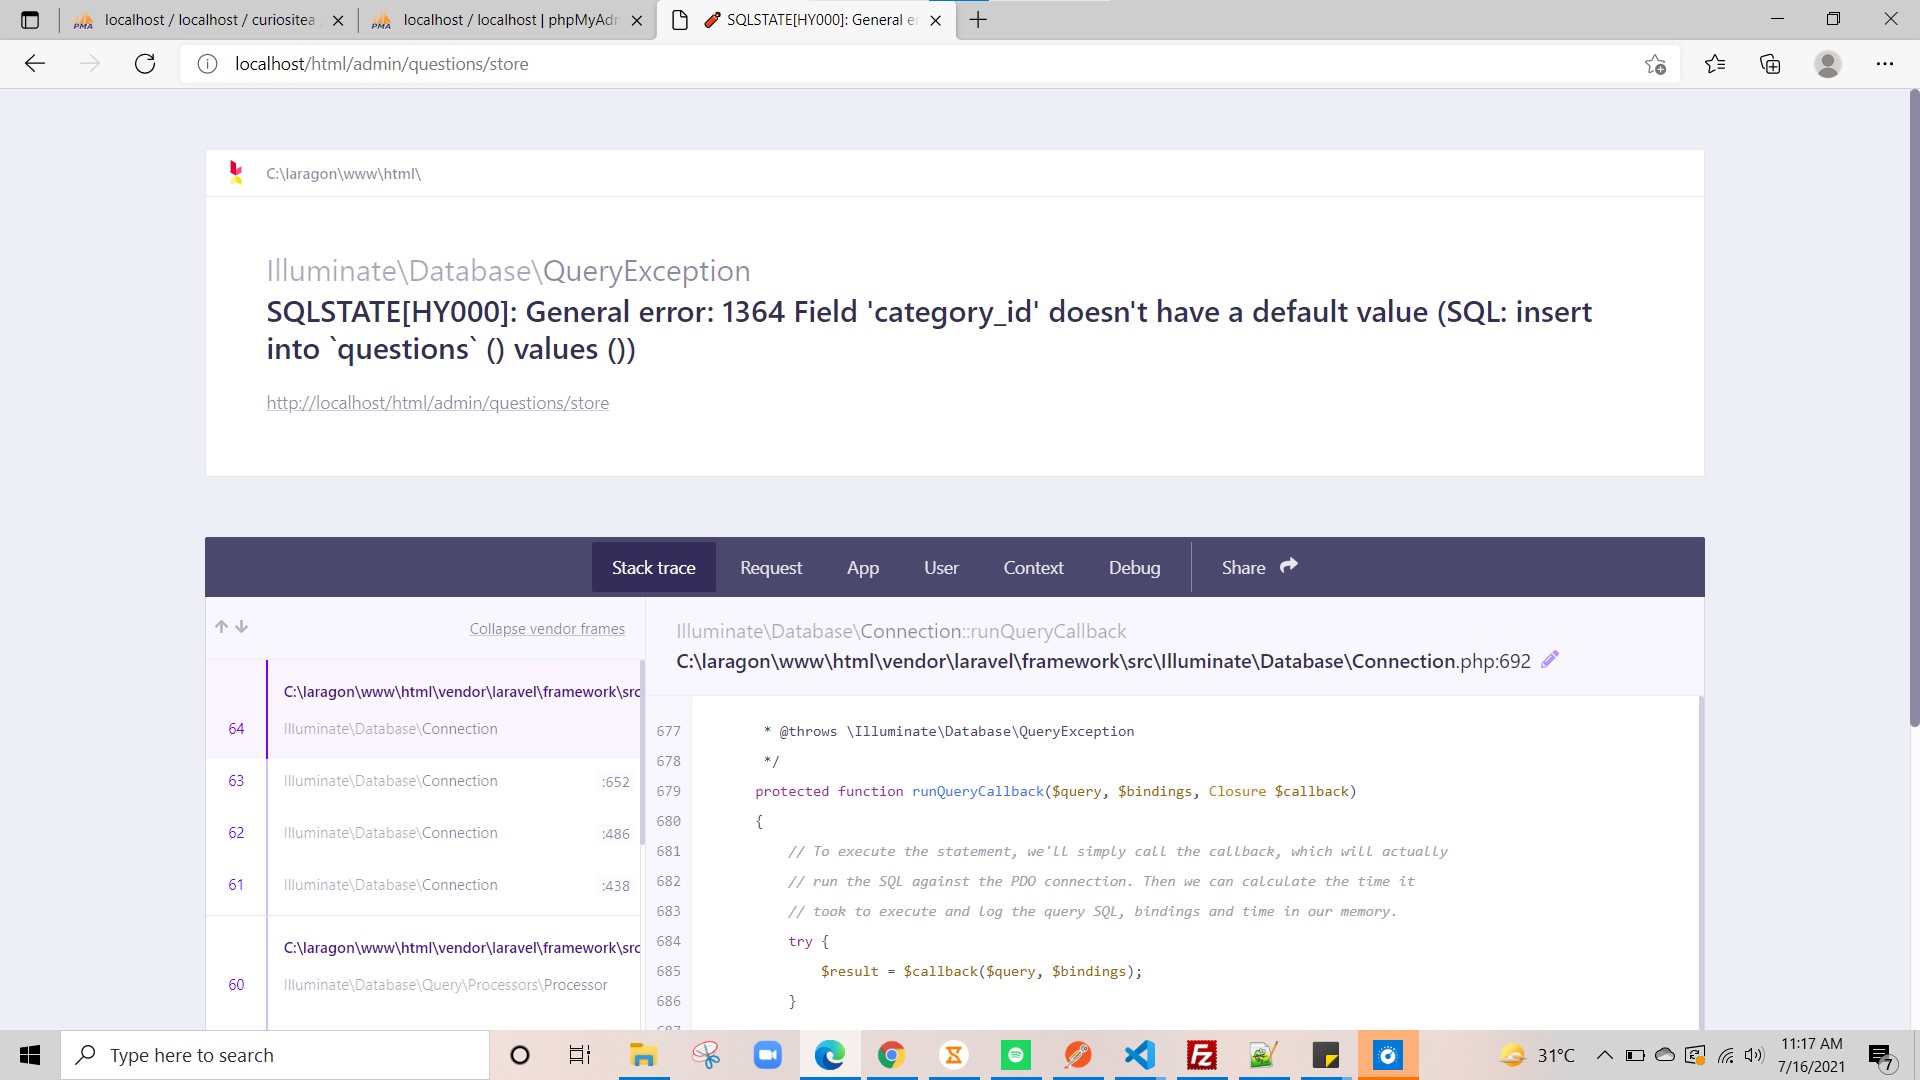 localhost / localhost / curiositea
localhost / localhost | phpMyAdm
SQLSTATE[HY000]: General e
localhost/html/admin/questions/store
C:\laragon\www\html\
Illuminate\Database\QueryException
SQLSTATE[HY000]: General error: 1364 Field 'category_id' doesn't have a default value (SQL: insert
into `questions` () values ())
http://localhost/html/admin/questions/store
Stack trace Request App User Context Debug Share
Collapse vendor frames
C:\laragon\www\html\vendor\laravel\framework\src
64 Illuminate\Database\Connection
63 Illuminate\Database\Connection :652
62 Illuminate\Database\Connection :486
61 Illuminate\Database\Connection :438
C:\laragon\www\html\vendor\laravel\framework\src
60 Illuminate\Database\Query\Processors\Processor
Illuminate\Database\Connection::runQueryCallback
C:\laragon\www\html\vendor\laravel\framework\src\Illuminate\Database\Connection.php:692
677 * @throws \Illuminate\Database\QueryException
678 */
679 protected function runQueryCallback($query, $bindings, Closure $callback)
680 {
681 // To execute the statement, we'll simply call the callback, which will actually
682 // run the SQL against the PDO connection. Then we can calculate the time it
683 // took to execute and log the query SQL, bindings and time in our memory.
684 try {
685 $result = $callback($query, $bindings);
686 }
Type here to search
31°C
11:17 AM
7/16/2021
7